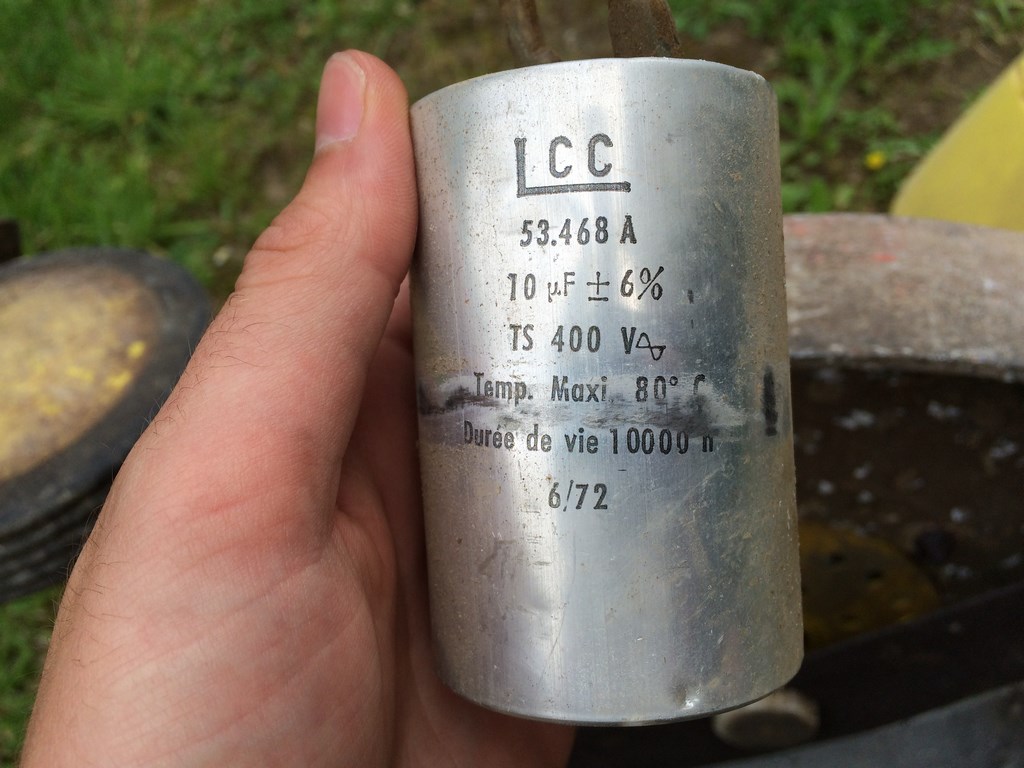 LCC
53.468 A
10 µF ± 6%
TS 400 V
Temp. Maxi 80° C
Durée de vie 10000 h
6/72